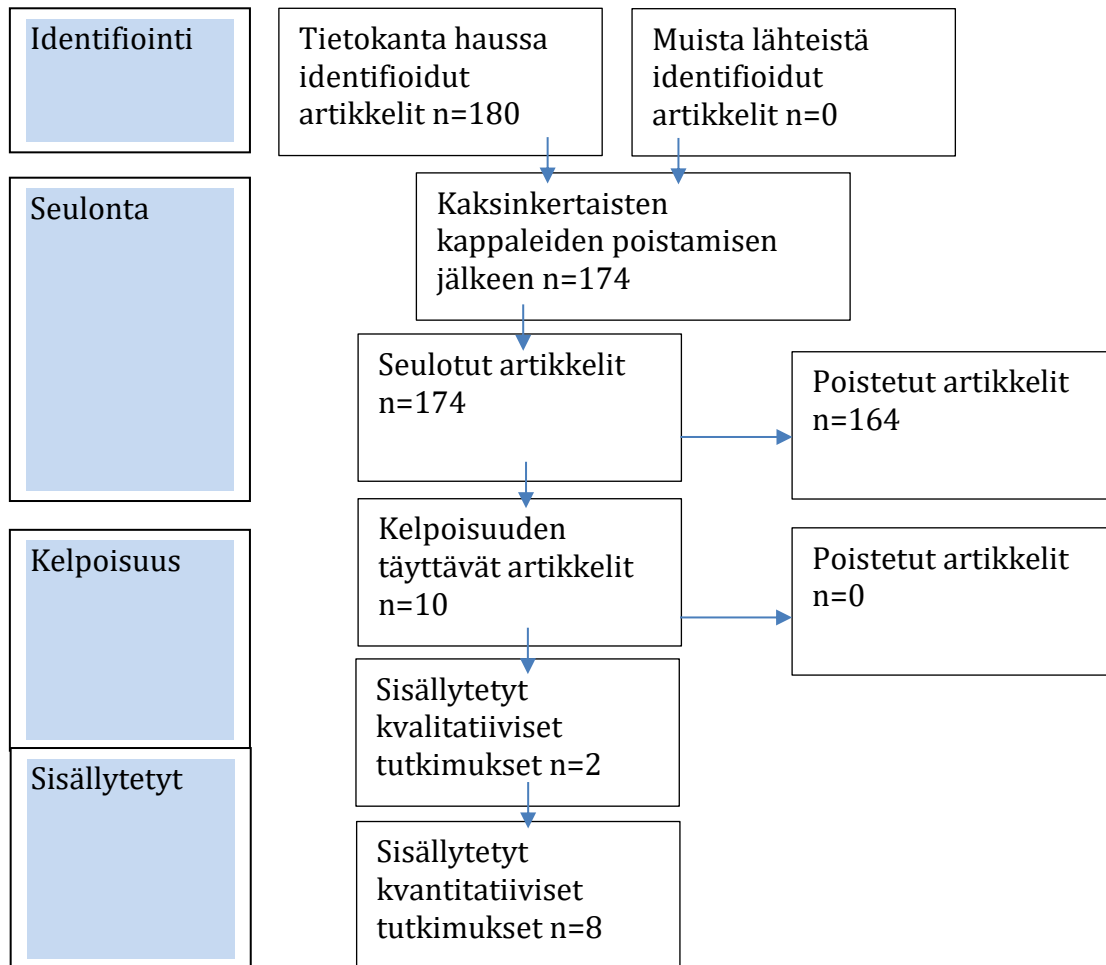 Identifiointi
Tietokanta haussa
identifioidut
artikkelit n=180
Muista lähteistä
identifioidut
artikkelit n=0
Seulonta
Kaksinkertaisten
kappaleiden poistamisen
jälkeen n=174
Seulotut artikkelit
n=174
Poistetut artikkelit
n=164
Kelpoisuus
Kelpoisuuden
täyttävät artikkelit
n=10
Poistetut artikkelit
n=0
Sisällytetyt
kvalitatiiviset
tutkimukset n=2
Sisällytetyt
Sisällytetyt
kvantitatiiviset
tutkimukset n=8